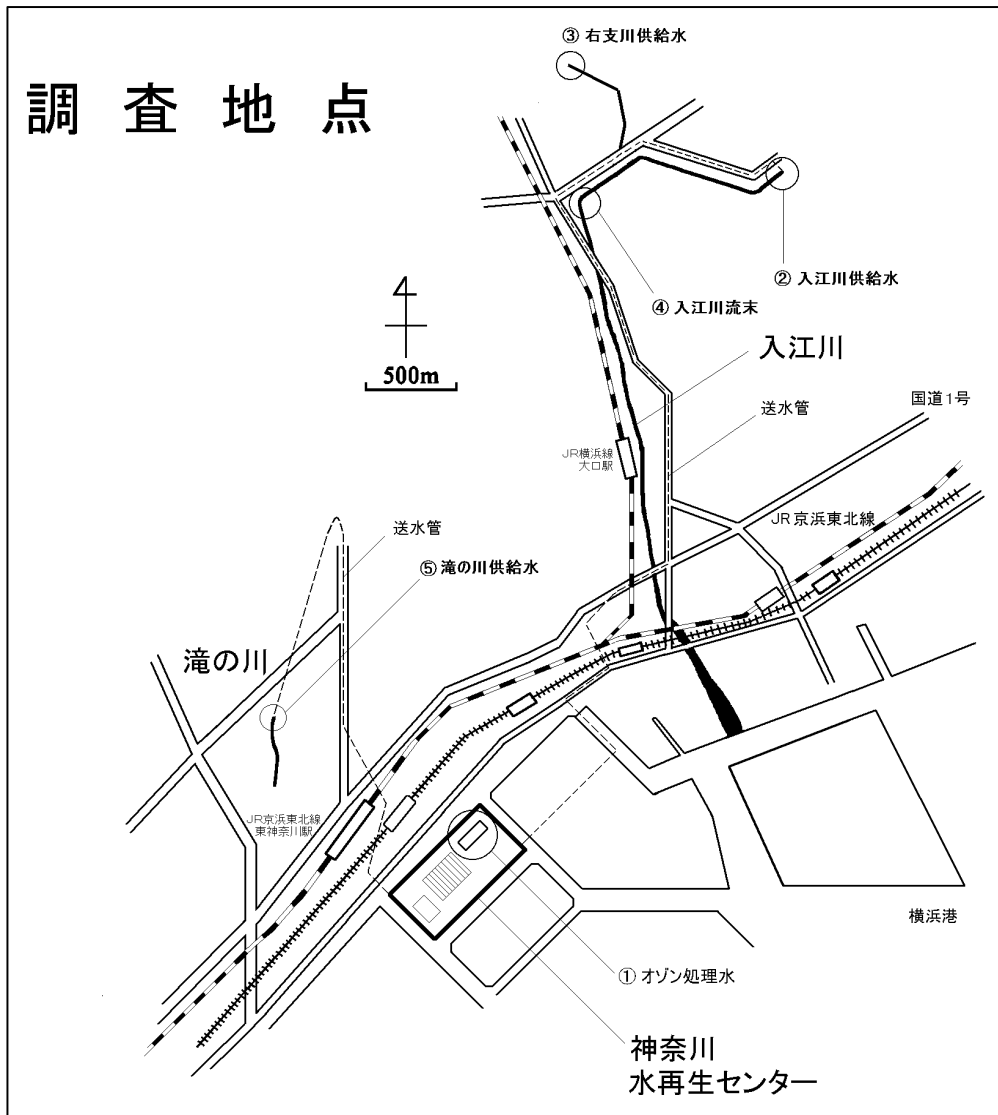 調査地点
③ 右支川供給水
② 入江川供給水
④ 入江川流末
500m
入江川
送水管
国道1号
JR横浜線
大口駅
JR京浜東北線
送水管
⑤ 滝の川供給水
滝の川
JR京浜東北線
東神奈川駅
横浜港
① オゾン処理水
神奈川
水再生センター